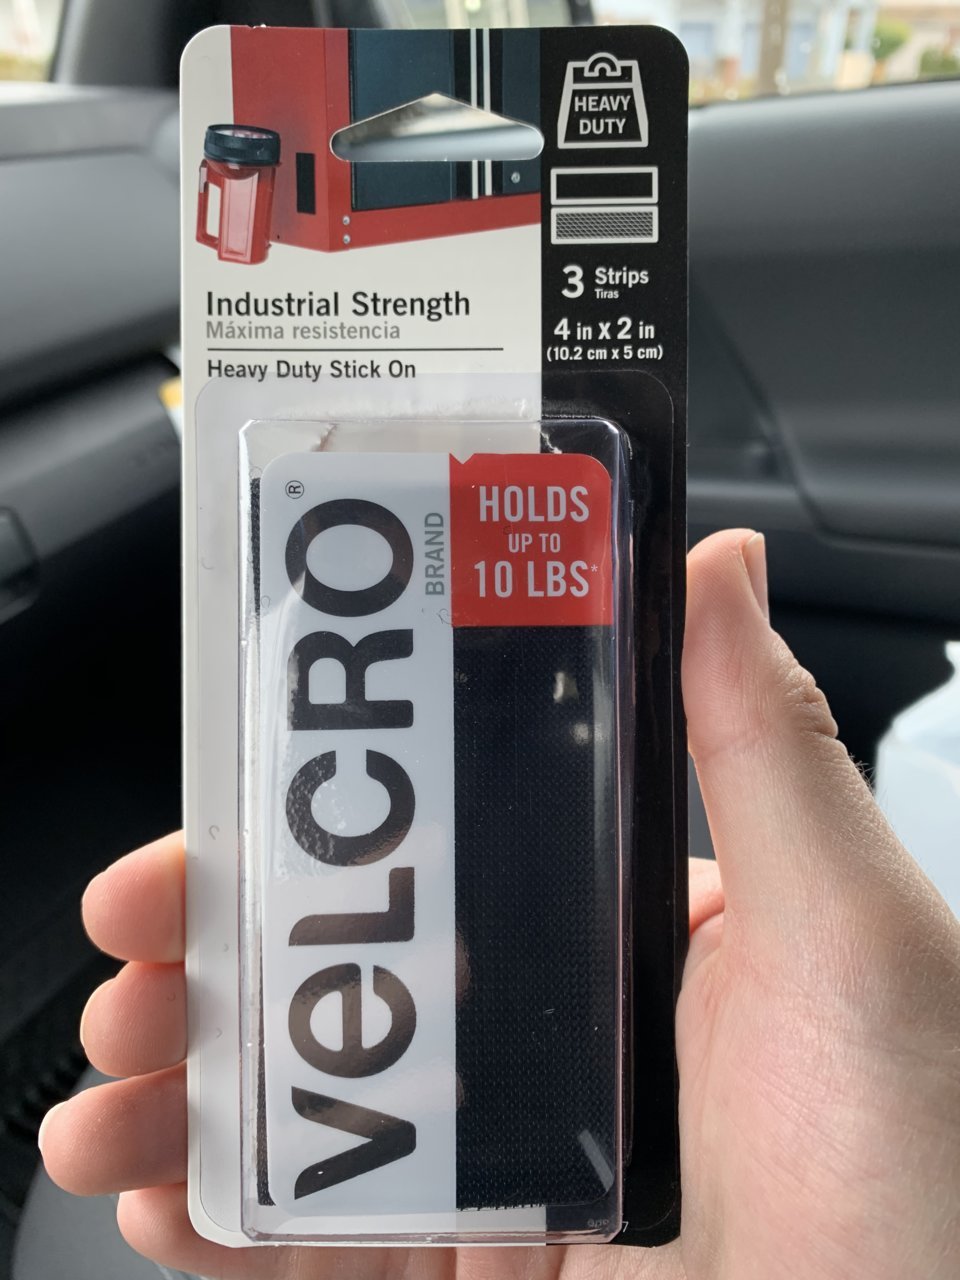 HEAVY
DUTY
3 Strips
Tiras
4 in x 2 in
(10.2 cm x 5 cm)
Industrial Strength
Máxima resistencia
Heavy Duty Stick On
VELCRO®
BRAND
HOLDS
UP TO
10 LBS*